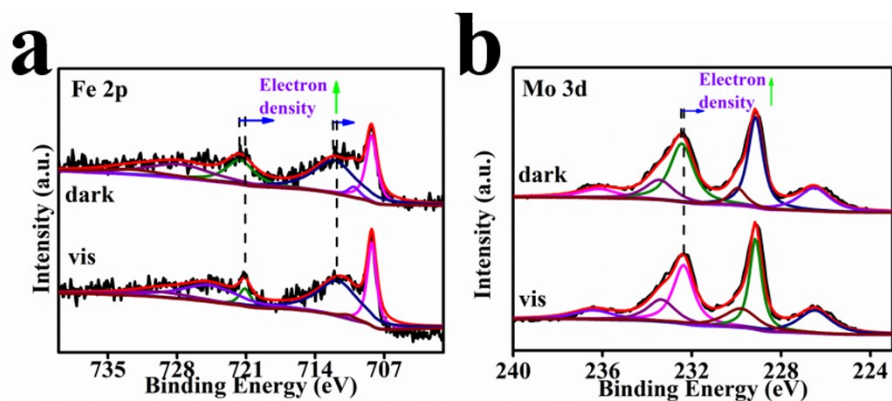 a
Fe 2p
Electron
density
dark
vis
Intensity (a.u.)
735 728 721 714 707
Binding Energy (eV)
b
Mo 3d
Electron
density
dark
vis
Intensity (a.u.)
240 236 232 228 224
Binding Energy (eV)